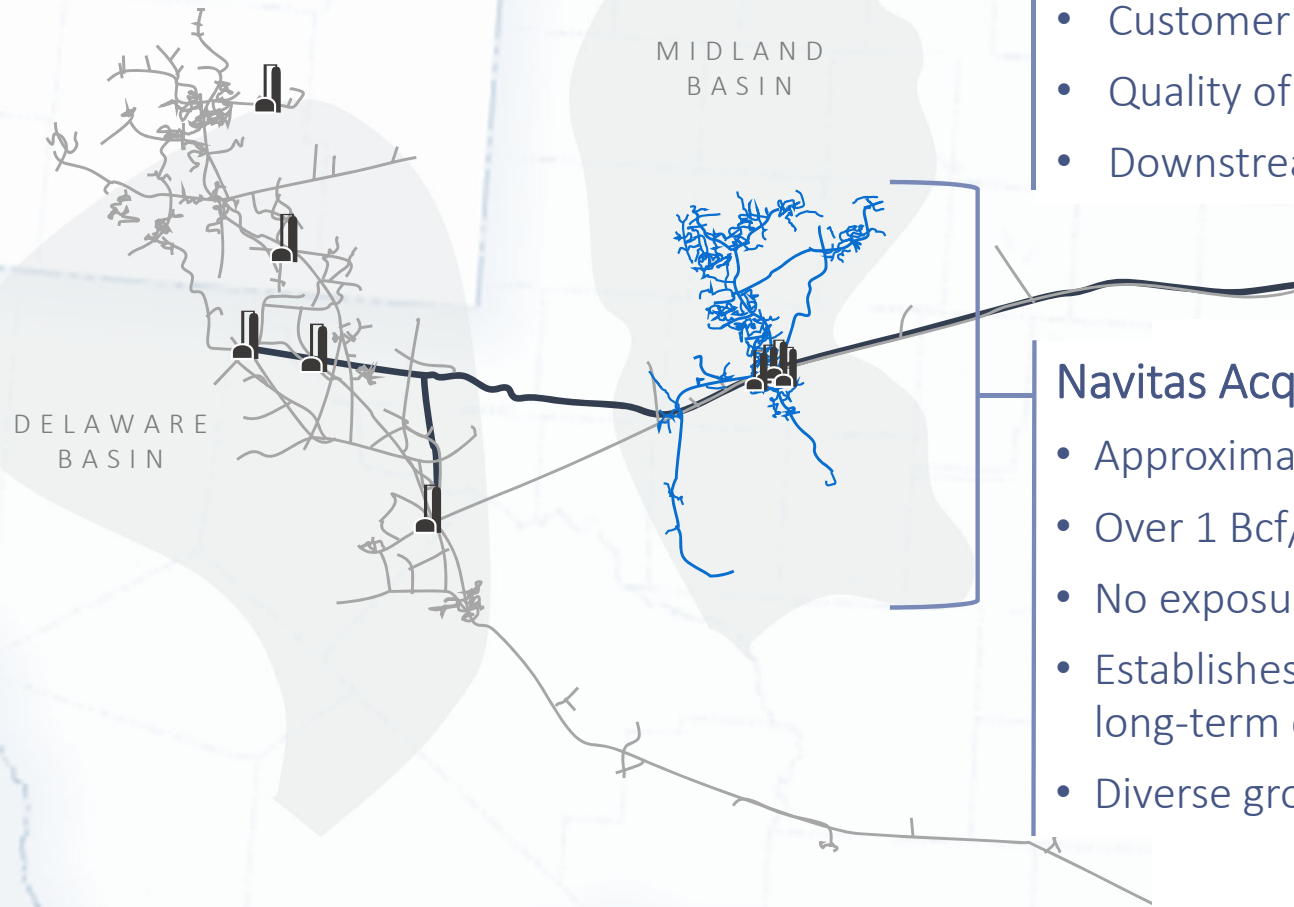 MIDLAND
BASIN
DELAWARE
BASIN
• Customer
• Quality of
• Downstrea
Navitas Acq
• Approxima
• Over 1 Bcf/
• No exposu
• Establishes
long-term
• Diverse gro